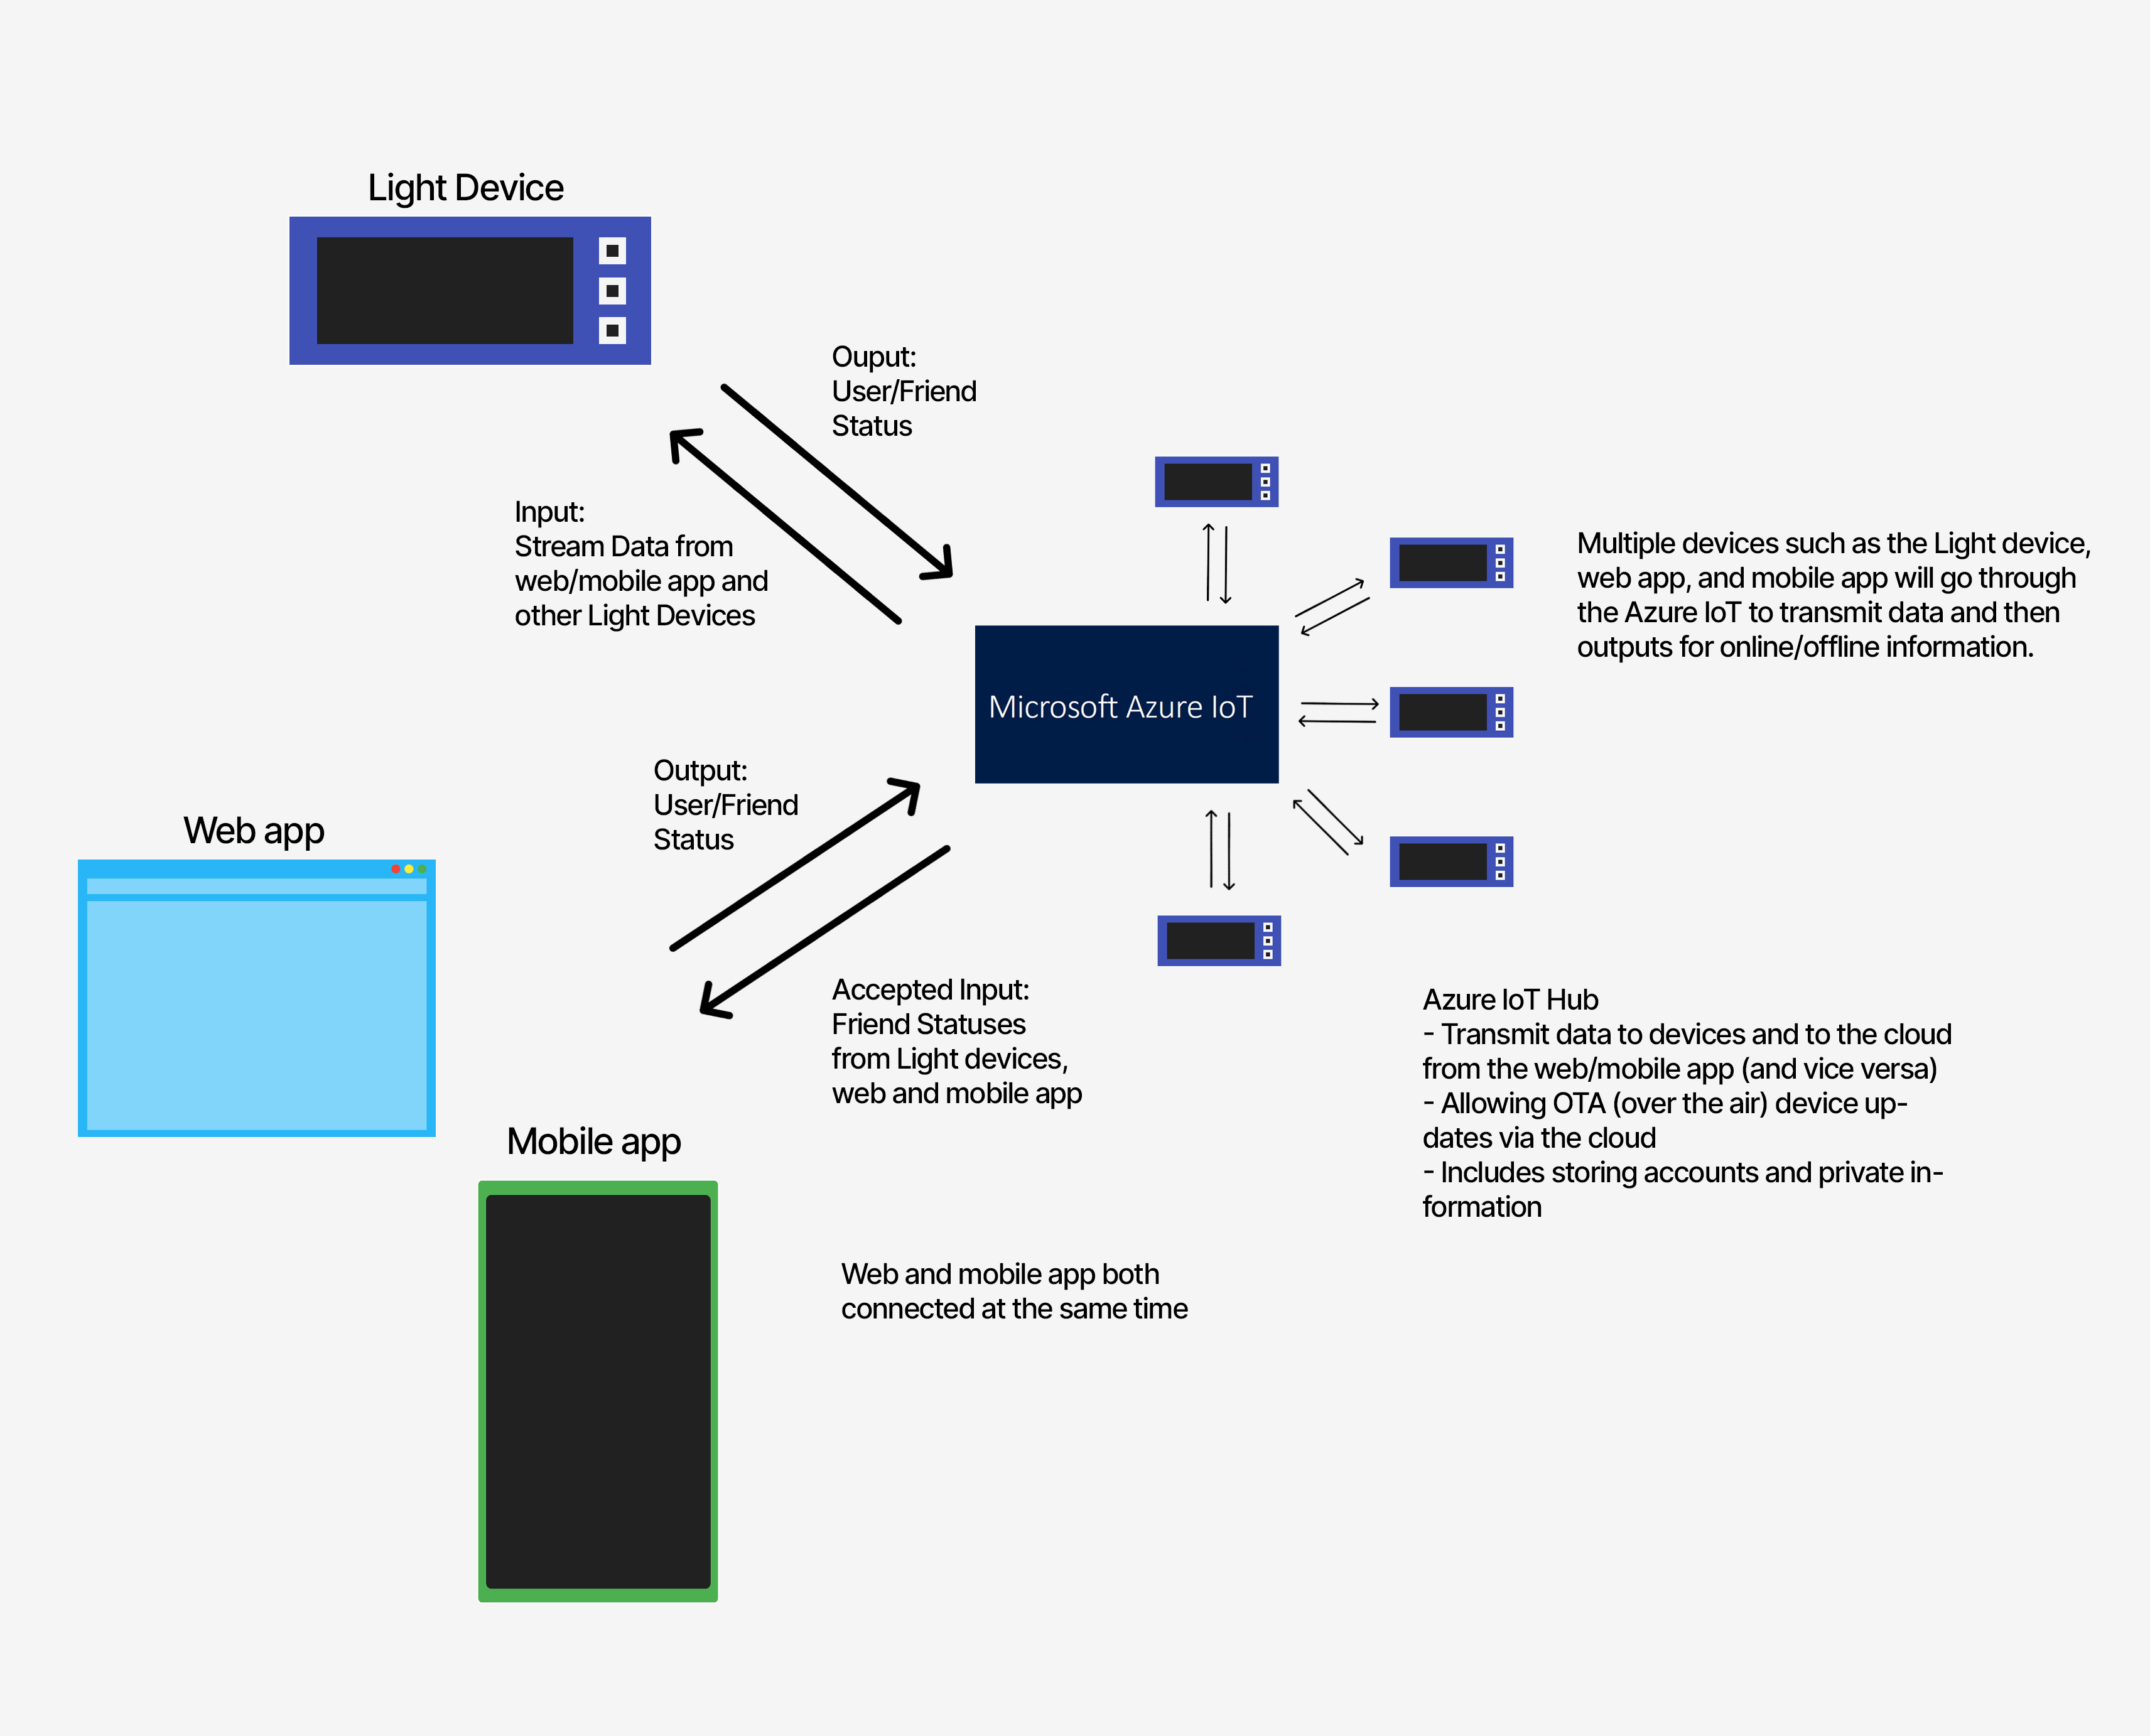 Light Device
Ouput:
User/Friend
Status
Input:
Stream Data from
web/mobile app and
other Light Devices
Multiple devices such as the Light device,
web app, and mobile app will go through
the Azure IoT to transmit data and then
outputs for online/offline information.
Microsoft Azure IoT
Output:
User/Friend
Status
Web app
Accepted Input:
Friend Statuses
from Light devices,
web and mobile app
Azure IoT Hub
- Transmit data to devices and to the cloud
from the web/mobile app (and vice versa)
- Allowing OTA (over the air) device up-
dates via the cloud
- Includes storing accounts and private in-
formation
Mobile app
Web and mobile app both
connected at the same time